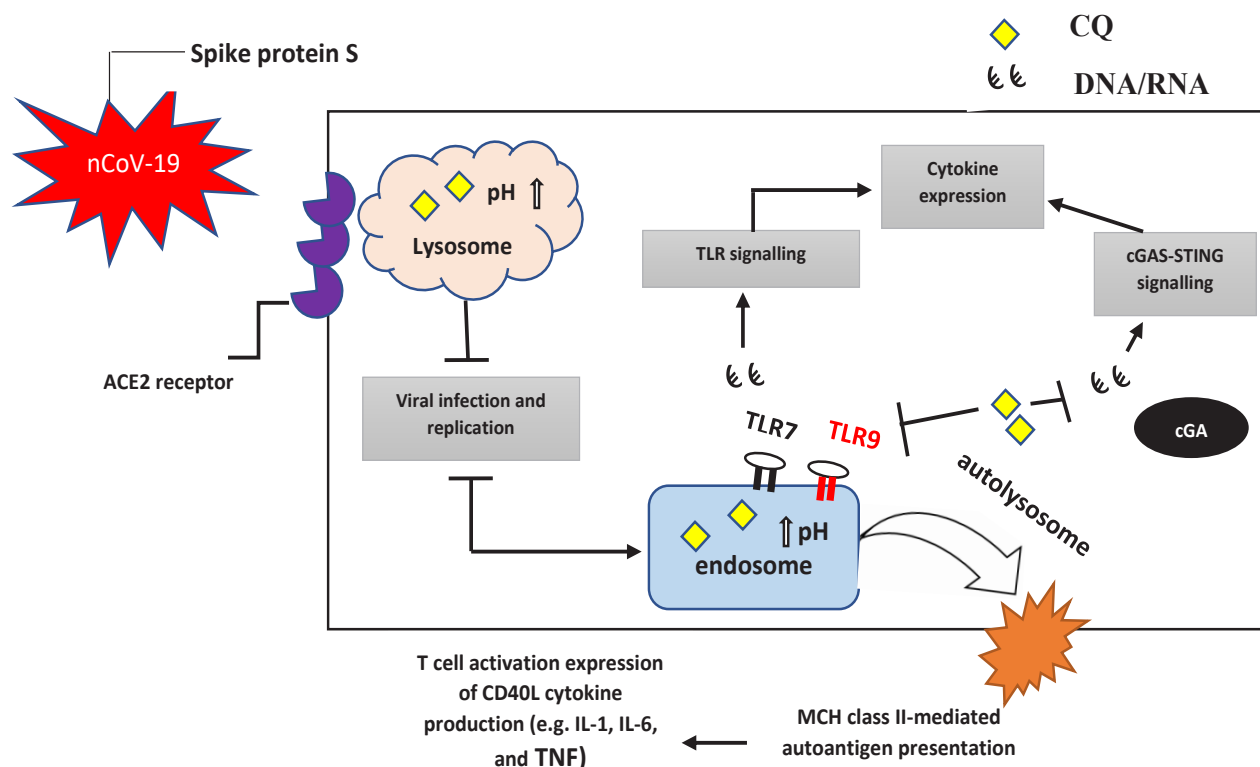 CQ
Spike protein S
DNA/RNA
nCoV-19
Cytokine
expression
pH
Lysosome
TLR signalling
cGAS-STING
signalling
ACE2 receptor
Viral infection and
replication
TLR7
TLR9
cGA
autolysosome
pH
endosome
T cell activation expression
of CD40L cytokine
production (e.g. IL-1, IL-6,
and TNF)
MCH class II-mediated
autoantigen presentation